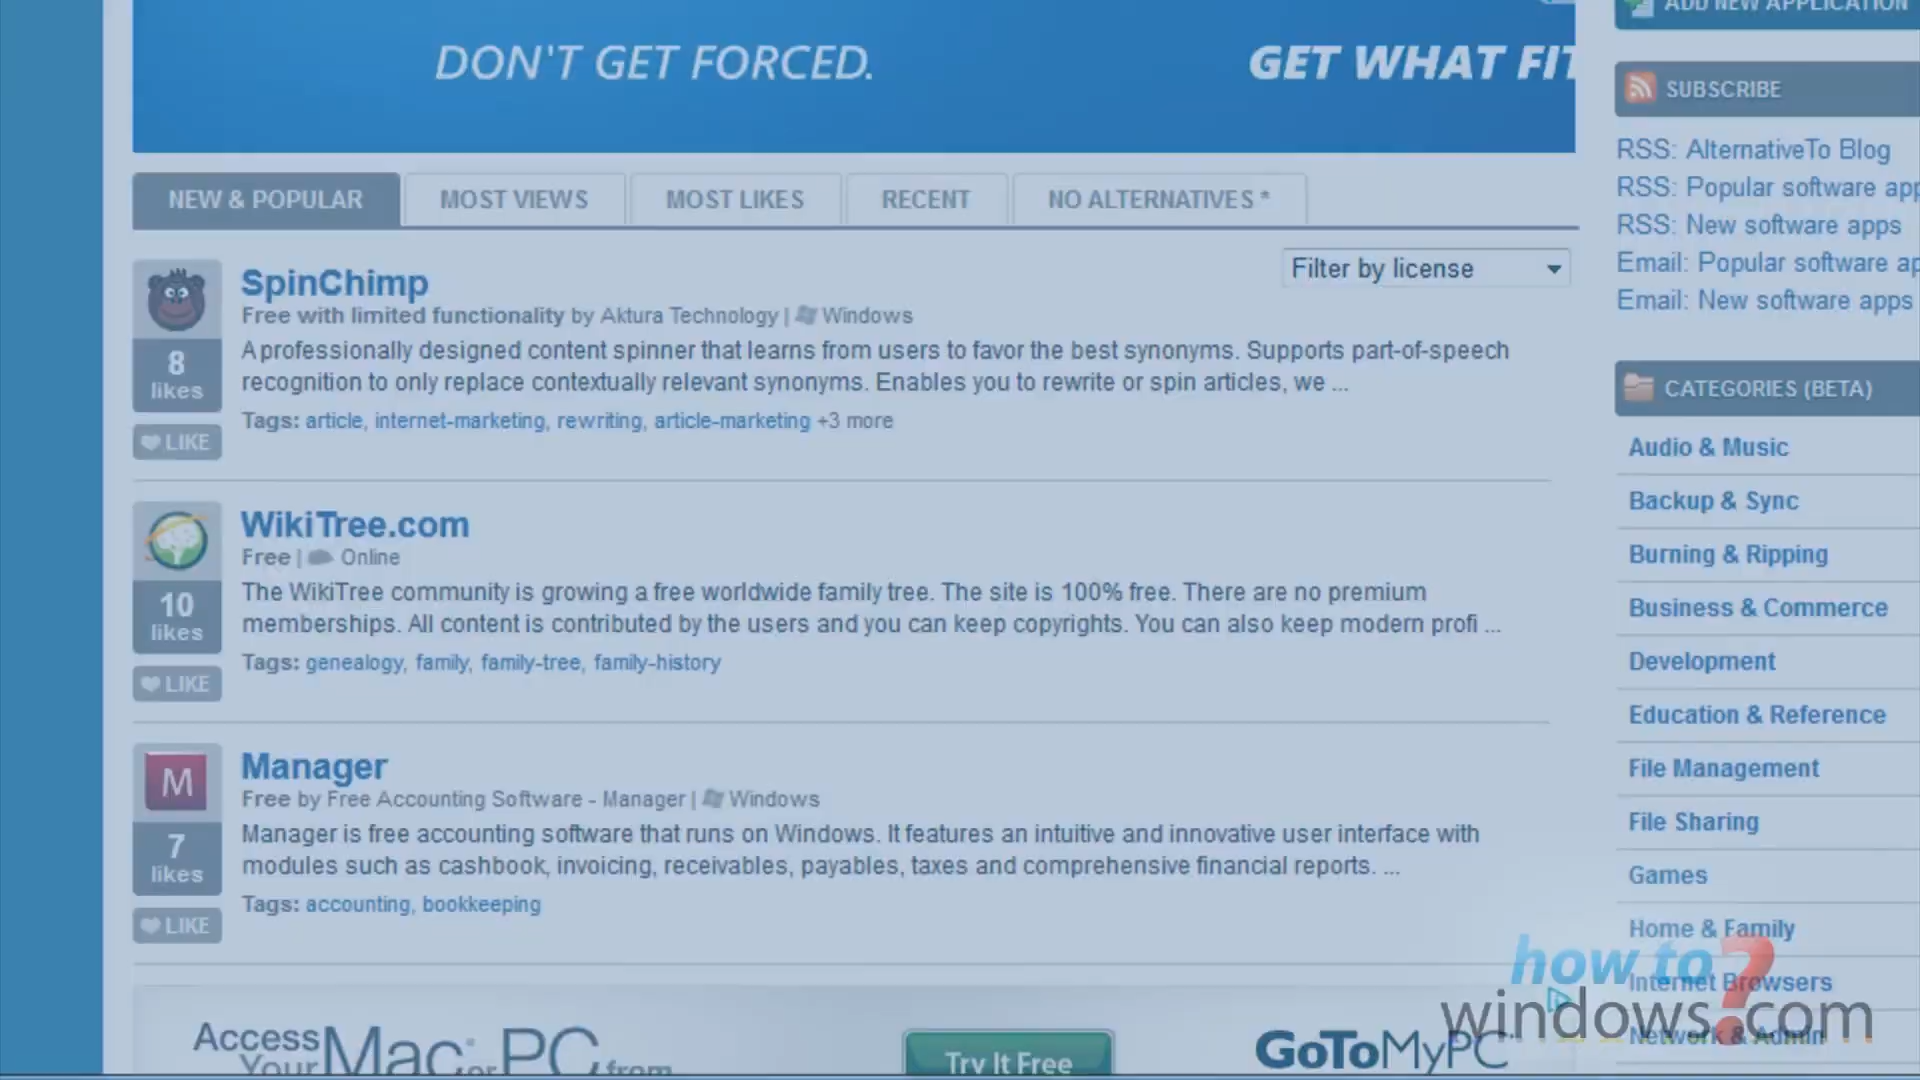 DON'T GET FORCED.
GET WHAT FIT
ADD NEW APPLICATION
SUBSCRIBE
RSS: AlternativeTo Blog
RSS: Popular software app
RSS: New software apps
Email: Popular software ap
Email: New software apps
NEW & POPULAR
MOST VIEWS
MOST LIKES
RECENT
NO ALTERNATIVES *
Filter by license
SpinChimp
Free with limited functionality by Aktura Technology | Windows
A professionally designed content spinner that learns from users to favor the best synonyms. Supports part-of-speech
recognition to only replace contextually relevant synonyms. Enables you to rewrite or spin articles, we ...
Tags: article, internet-marketing, rewriting, article-marketing +3 more
8
likes
LIKE
WikiTree.com
Free | Online
The WikiTree community is growing a free worldwide family tree. The site is 100% free. There are no premium
memberships. All content is contributed by the users and you can keep copyrights. You can also keep modern profi ...
Tags: genealogy, family, family-tree, family-history
10
likes
LIKE
M
Manager
Free by Free Accounting Software - Manager | Windows
Manager is free accounting software that runs on Windows. It features an intuitive and innovative user interface with
modules such as cashbook, invoicing, receivables, payables, taxes and comprehensive financial reports. ...
Tags: accounting, bookkeeping
7
likes
LIKE
CATEGORIES (BETA)
Audio & Music
Backup & Sync
Burning & Ripping
Business & Commerce
Development
Education & Reference
File Management
File Sharing
Games
Home & Family
Internet Browsers
Network & Admin
Access
Your Mac or PC from
Try It Free
GoToMyPC
how to?
windows.com